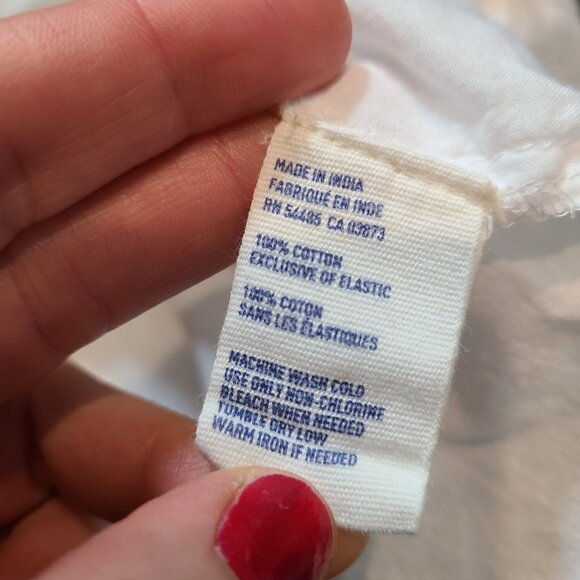 MADE IN INDIA
FABRIQUÉ EN INDE
RN 54485 CA 03873
100% COTTON
EXCLUSIVE OF ELASTIC
100% COTON
SANS LES ÉLASTIQUES
MACHINE WASH COLD
USE ONLY NON-CHLORINE
BLEACH WHEN NEEDED
TUMBLE DRY LOW
WARM IRON IF NEEDED